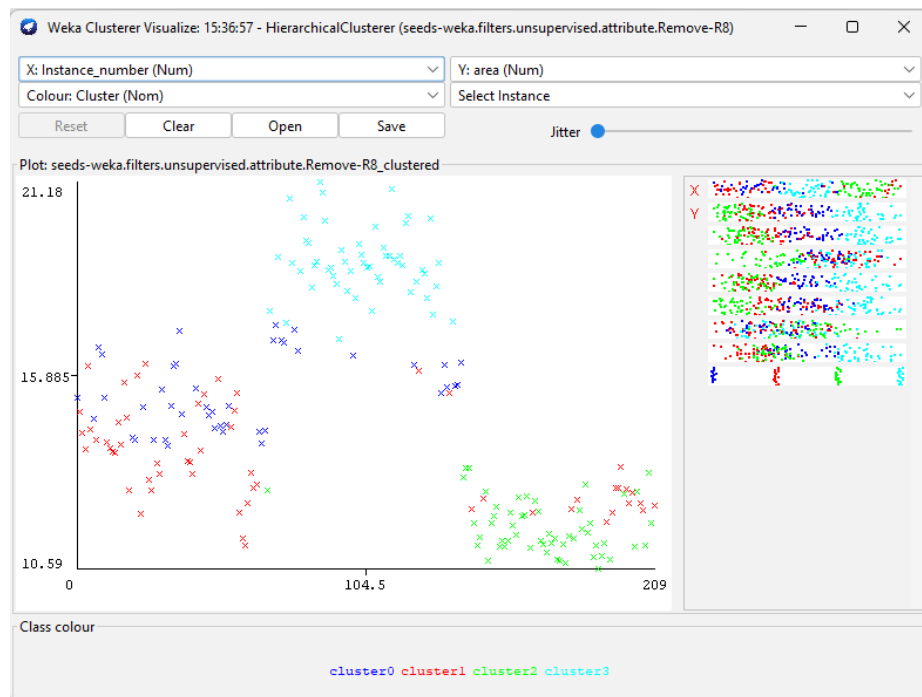 Weka Clusterer Visualize: 15:36:57 - HierarchicalClusterer (seeds-weka.filters.unsupervised.attribute.Remove-R8)
X: Instance_number (Num) Y: area (Num)
Colour: Cluster (Nom) Select Instance
Reset Clear Open Save Jitter
Plot: seeds-weka.filters.unsupervised.attribute.Remove-R8_clustered
21.18
X
Y
15.885
10.59
0 104.5 209
Class colour
cluster0 cluster1 cluster2 cluster3